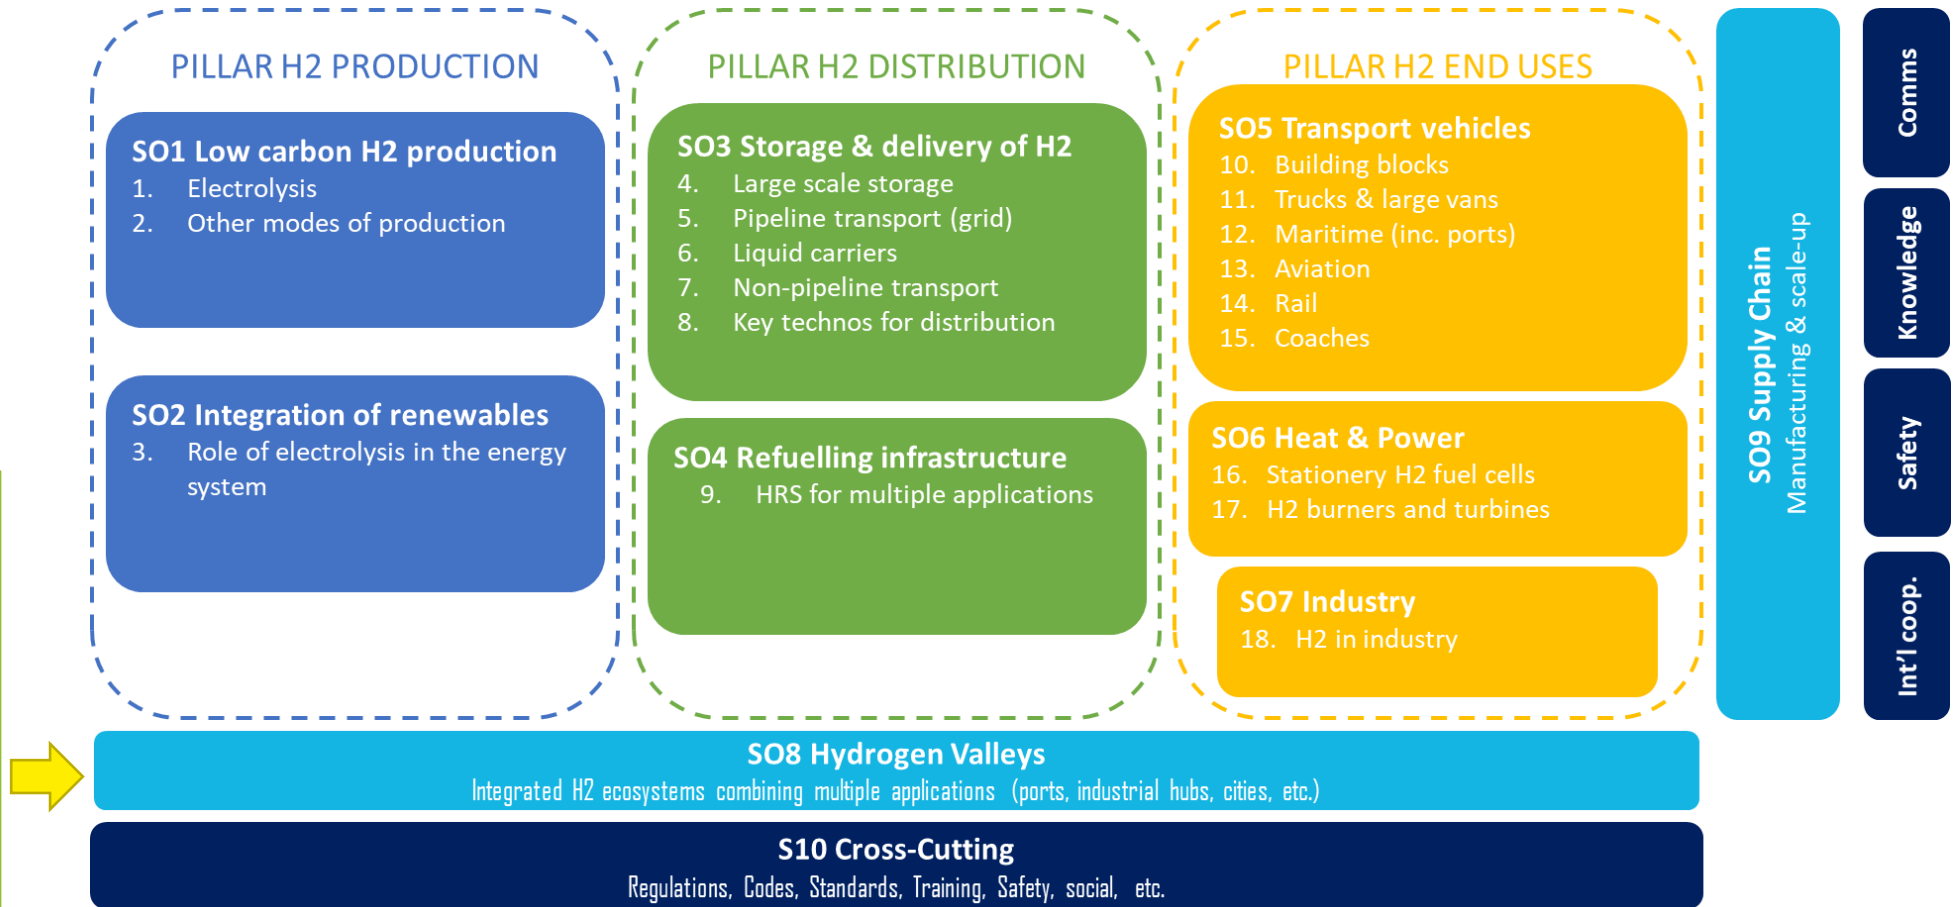 PILLAR H2 PRODUCTION
SO1 Low carbon H2 production
1. Electrolysis
2. Other modes of production
SO2 Integration of renewables
3. Role of electrolysis in the energy
system
PILLAR H2 DISTRIBUTION
SO3 Storage & delivery of H2
4. Large scale storage
5. Pipeline transport (grid)
6. Liquid carriers
7. Non-pipeline transport
8. Key technos for distribution
SO4 Refuelling infrastructure
9. HRS for multiple applications
PILLAR H2 END USES
SO5 Transport vehicles
10. Building blocks
11. Trucks & large vans
12. Maritime (inc. ports)
13. Aviation
14. Rail
15. Coaches
SO6 Heat & Power
16. Stationery H2 fuel cells
17. H2 burners and turbines
SO7 Industry
18. H2 in industry
SO9 Supply Chain
Manufacturing & scale-up
Comms
Knowledge
Safety
Int'l coop.
SO8 Hydrogen Valleys
Integrated H2 ecosystems combining multiple applications (ports, industrial hubs, cities, etc.)
S10 Cross-Cutting
Regulations, Codes, Standards, Training, Safety, social, etc.